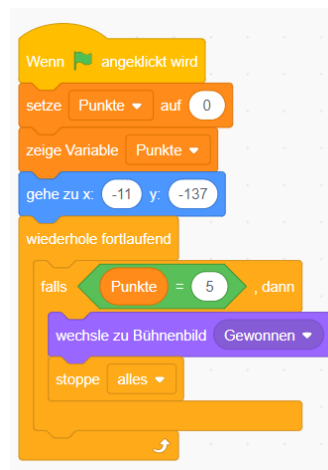 Wenn angeklickt wird
setze Punkte auf 0
zeige Variable Punkte
gehe zu x: -11 y: -137
wiederhole fortlaufend
falls Punkte = 5 , dann
wechsle zu Bühnenbild Gewonnen
stoppe alles